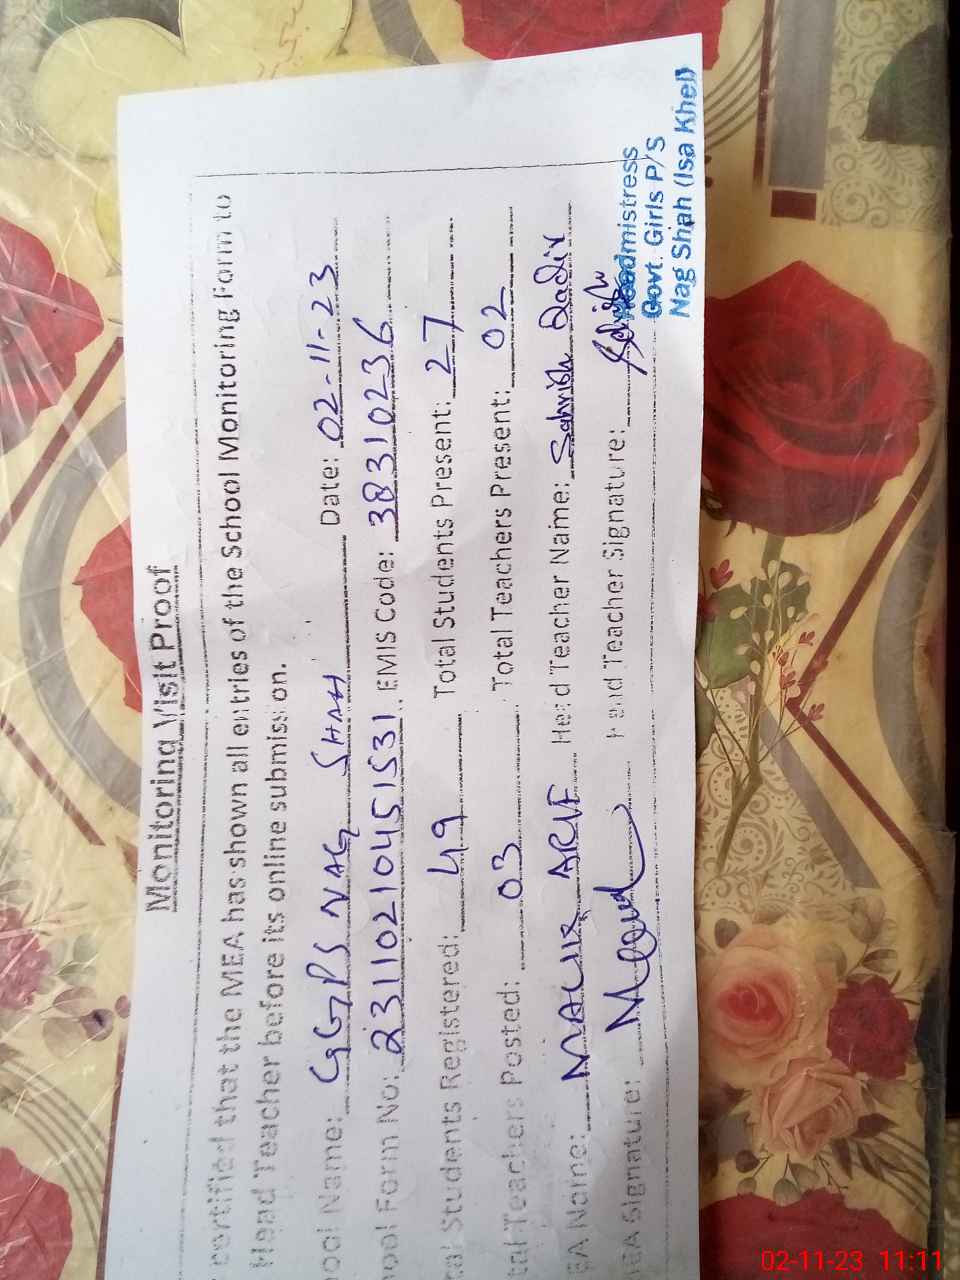 Monitoring Visit Proof
certified that the MEA has shown all entries of the School Monitoring Form to
Head Teacher before its online submission.
ool Name: GGPS NAG SHAH Date: 02-11-23
ool Form No: 23110210451531 EMIS Code: 38310236
al Students Registered: 49 Total Students Present: 27
tal Teachers Posted: 03 Total Teachers Present: 02
EA Name: MALIK Head Teacher Name: Sabrish Qadir
EA Signature: Head Teacher Signature:
Headmistress
Govt. Girls P/S
Nag Shah (Isa Khel)
02-11-23 11:11